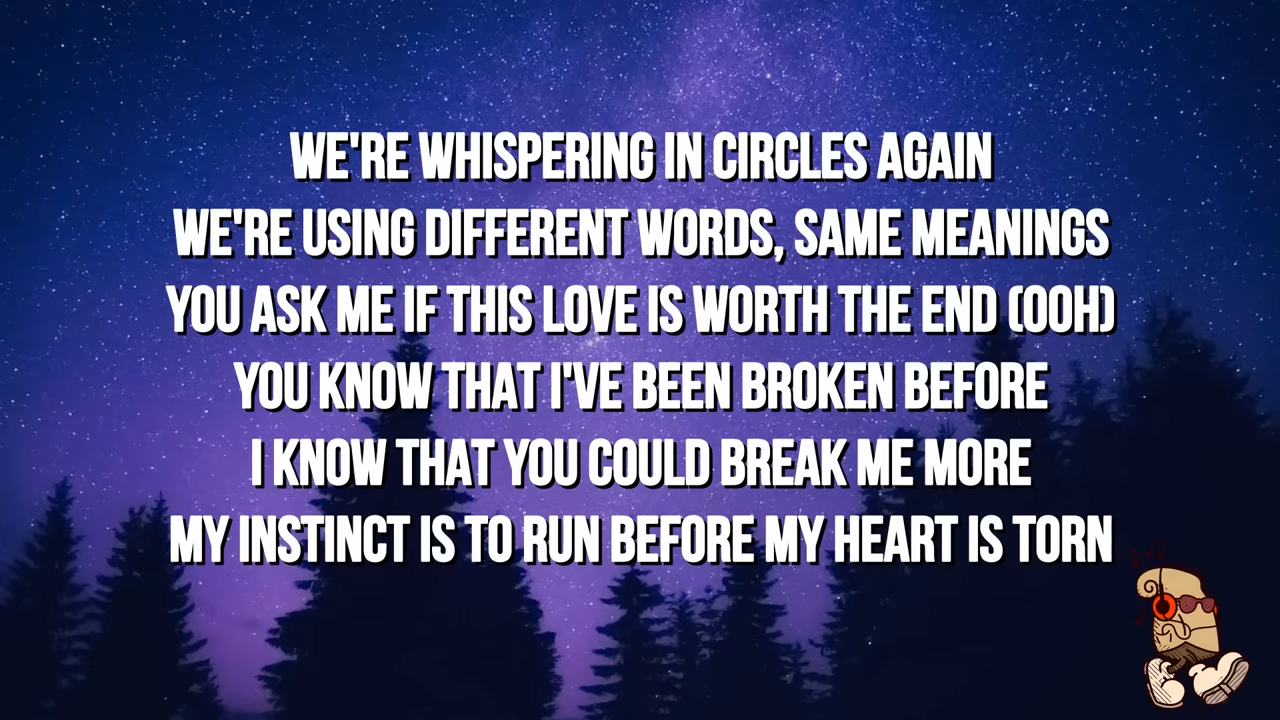 WE'RE WHISPERING IN CIRCLES AGAIN
WE'RE USING DIFFERENT WORDS, SAME MEANINGS
YOU ASK ME IF THIS LOVE IS WORTH THE END (OOH)
YOU KNOW THAT I'VE BEEN BROKEN BEFORE
I KNOW THAT YOU COULD BREAK ME MORE
MY INSTINCT IS TO RUN BEFORE MY HEART IS TORN